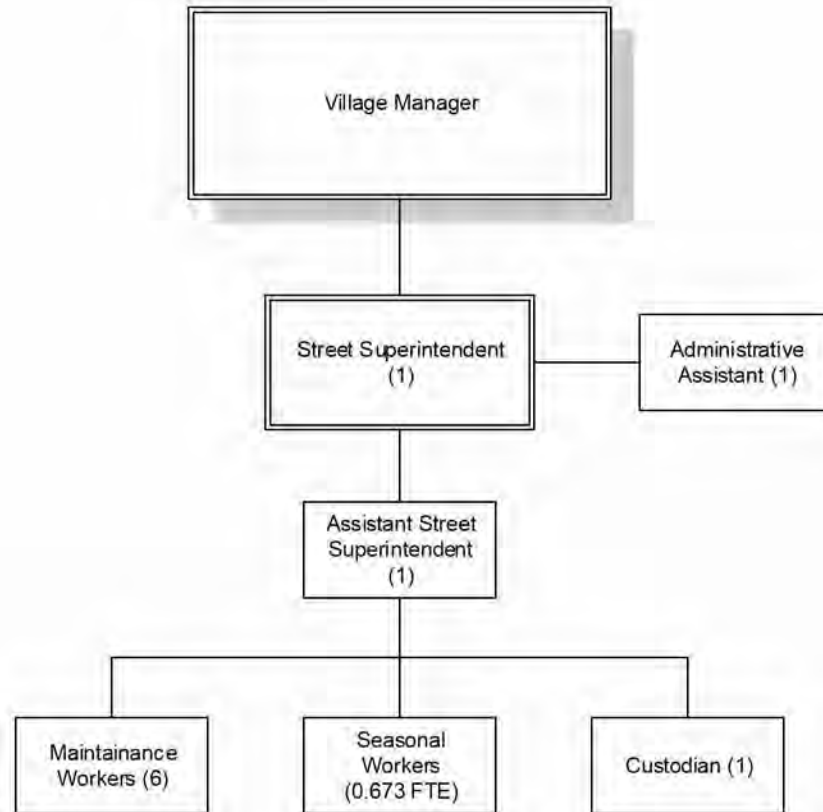 Village Manager
Street Superintendent
(1)
Administrative
Assistant (1)
Assistant Street
Superintendent
(1)
Maintainance
Workers (6)
Seasonal
Workers
(0.673 FTE)
Custodian (1)